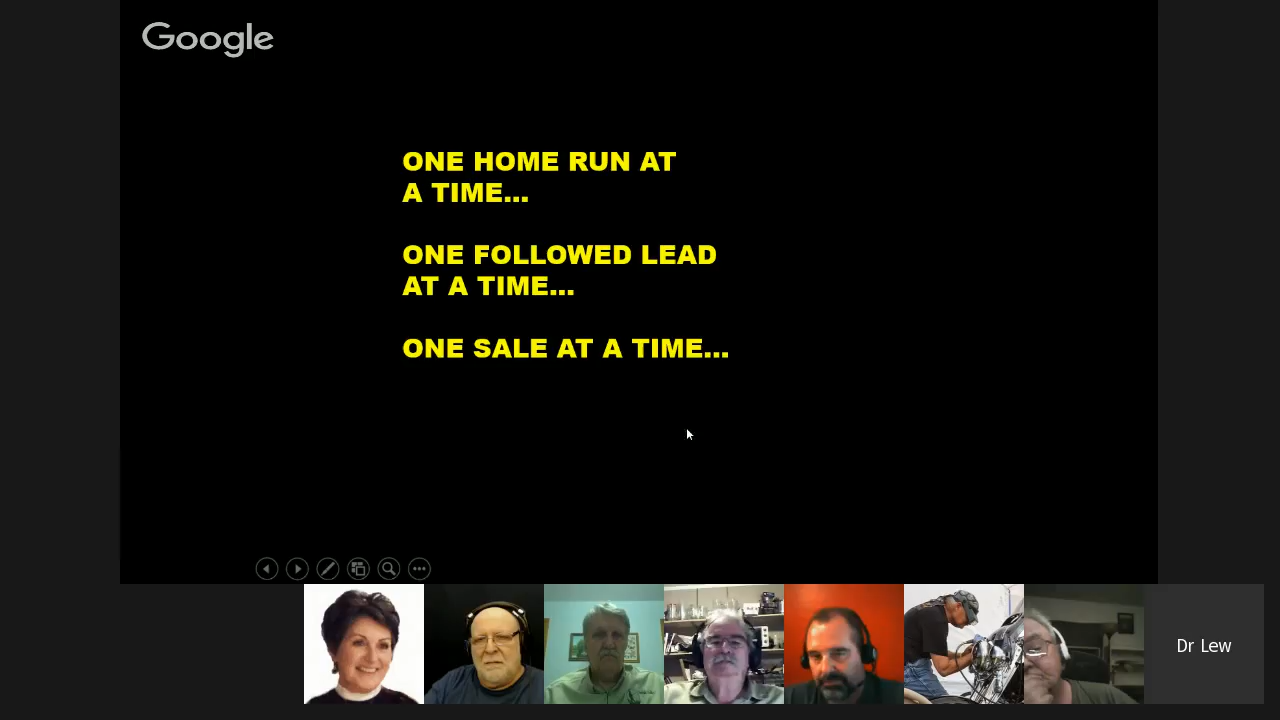 Google
ONE HOME RUN AT
A TIME...
ONE FOLLOWED LEAD
AT A TIME...
ONE SALE AT A TIME...
Dr Lew